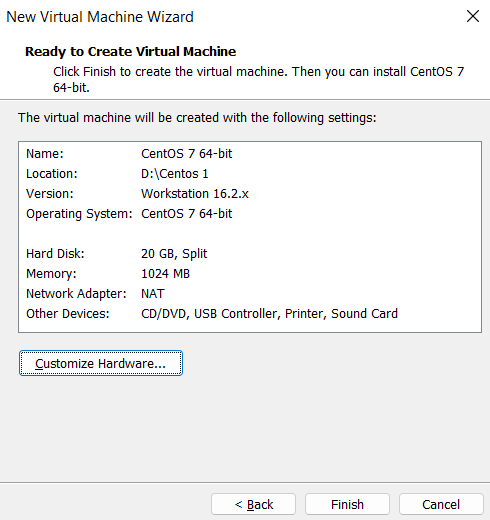 New Virtual Machine Wizard
Ready to Create Virtual Machine
Click Finish to create the virtual machine. Then you can install CentOS 7
64-bit.
The virtual machine will be created with the following settings:
Name: CentOS 7 64-bit
Location: D:\Centos 1
Version: Workstation 16.2.x
Operating System: CentOS 7 64-bit
Hard Disk: 20 GB, Split
Memory: 1024 MB
Network Adapter: NAT
Other Devices: CD/DVD, USB Controller, Printer, Sound Card
Customize Hardware...
< Back Finish Cancel